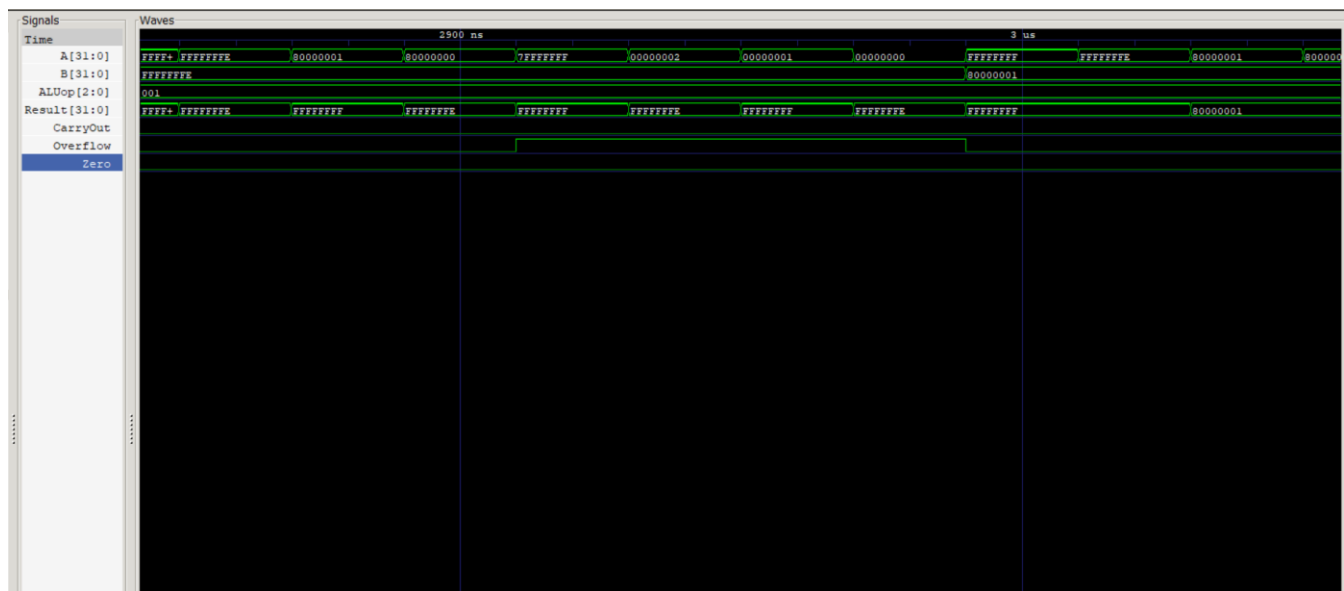 Signals Waves
Time 2900 ns 3 us
A[31:0] FFFF+ FFFFFFFE 80000001 80000000 7FFFFFFF 00000002 00000001 00000000 FFFFFFFF FFFFFFFE 80000001 800000
B[31:0] FFFFFFFE 80000001
ALUop[2:0] 001
Result[31:0] FFFF+ FFFFFFFE FFFFFFFF FFFFFFFE FFFFFFFF FFFFFFFE FFFFFFFF FFFFFFFE FFFFFFFF 80000001
CarryOut
Overflow
Zero